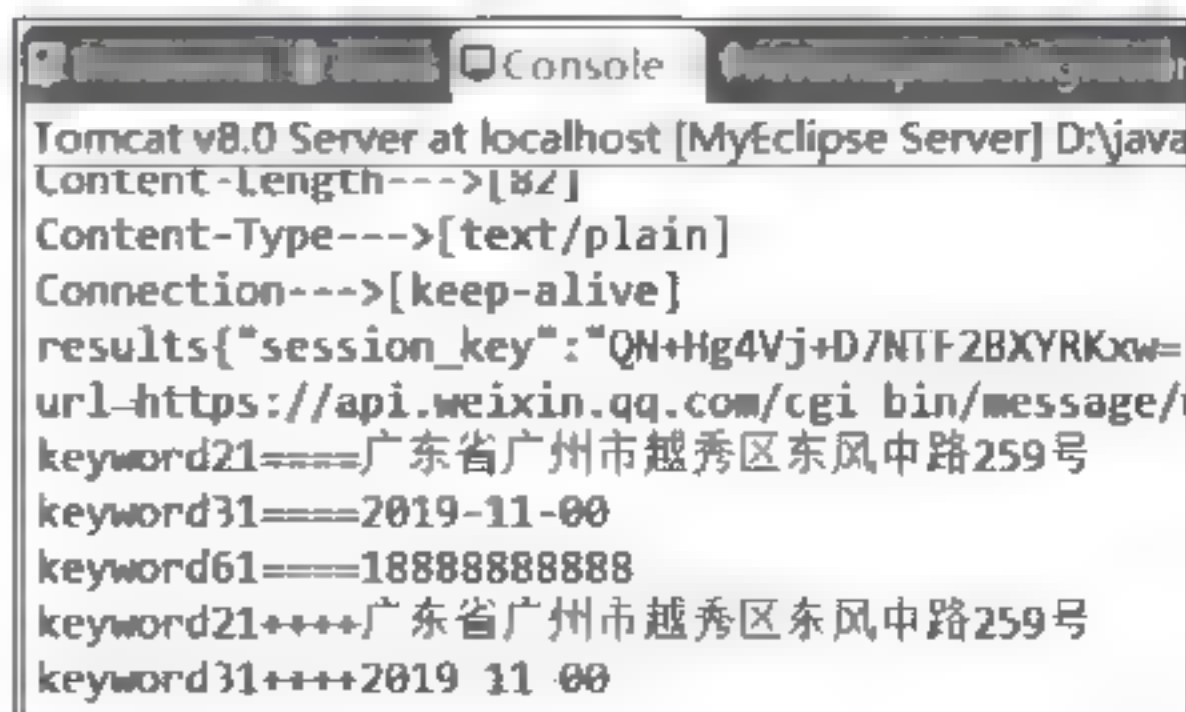 Console
Tomcat v8.0 Server at localhost [MyEclipse Server] D:\java
Content-Length--->[82]
Content-Type--->[text/plain]
Connection--->[keep-alive]
results{"session_key":"QN+Hg4Vj+D7NTF2BXYRKxw=
url=https://api.weixin.qq.com/cgi bin/message/
keyword21====广东省广州市越秀区东风中路259号
keyword31====2019-11-00
keyword61====18888888888
keyword21++++广东省广州市越秀区东风中路259号
keyword31++++2019 11 00